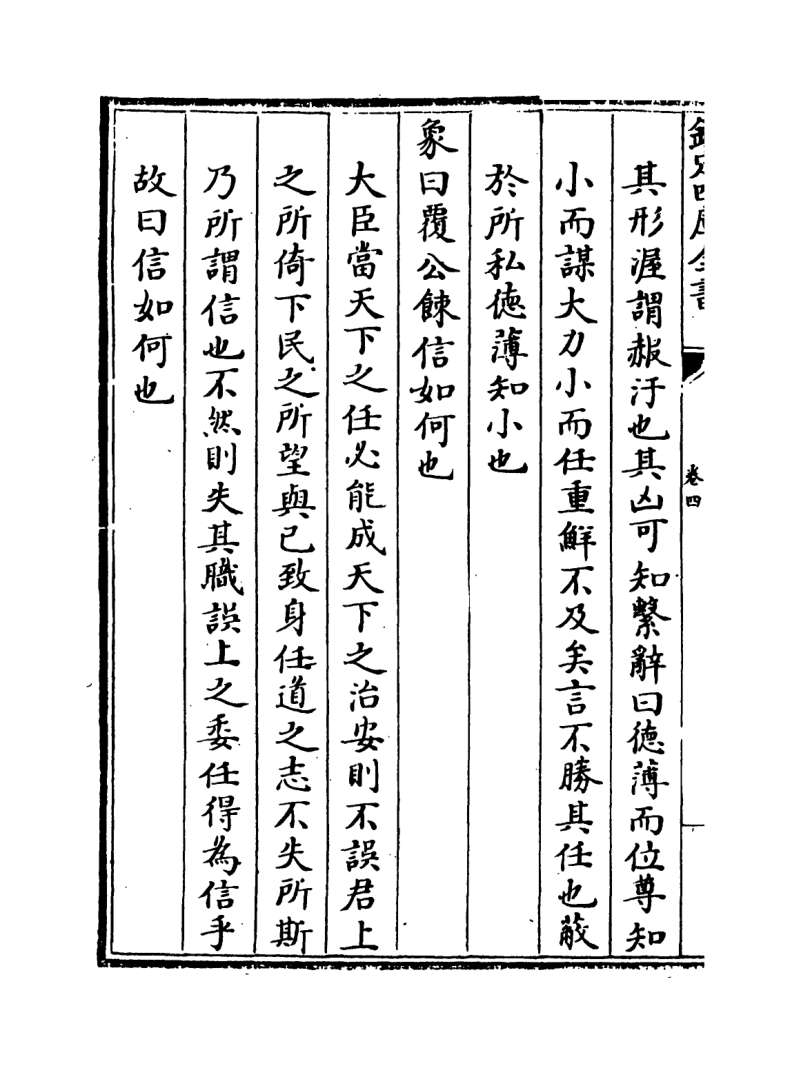 欽定四庫全書
卷四
其形渥謂赧汗也其凶可知繫辭曰德薄而位尊知
小而謀大力小而任重鮮不及矣言不勝其任也蔽
於所私德薄知小也
象曰覆公餗信如何也
大臣當天下之任必能成天下之治安則不誤君上
之所倚下民之所望與已致身任道之志不失所斯
乃所謂信也不然則失其職誤上之委任得為信乎
故曰信如何也